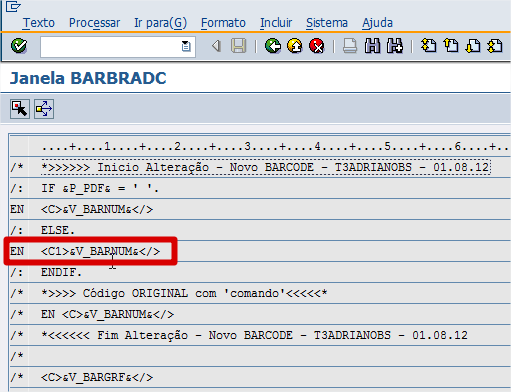 Texto Processar Ir para(G) Formato Incluir Sistema Ajuda
Janela BARBRADC
....+....1....+....2....+....3....+....4....+....5....+....6....+.
/* *>>>>>> Inicio Alteração - Novo BARCODE - T3ADRIANOBS - 01.08.12
/: IF &P_PDF& = ' '.
EN <C>&V_BARNUM&</>
/: ELSE.
EN <C1>&V_BARNUM&</>
/: ENDIF.
/* *>>>> Código ORIGINAL com 'comando'<<<<<*
/* EN <C>&V_BARNUM&</>
/* *<<<<<< Fim Alteração - Novo BARCODE - T3ADRIANOBS - 01.08.12
/*
/* <C>&V_BARGRF&</>